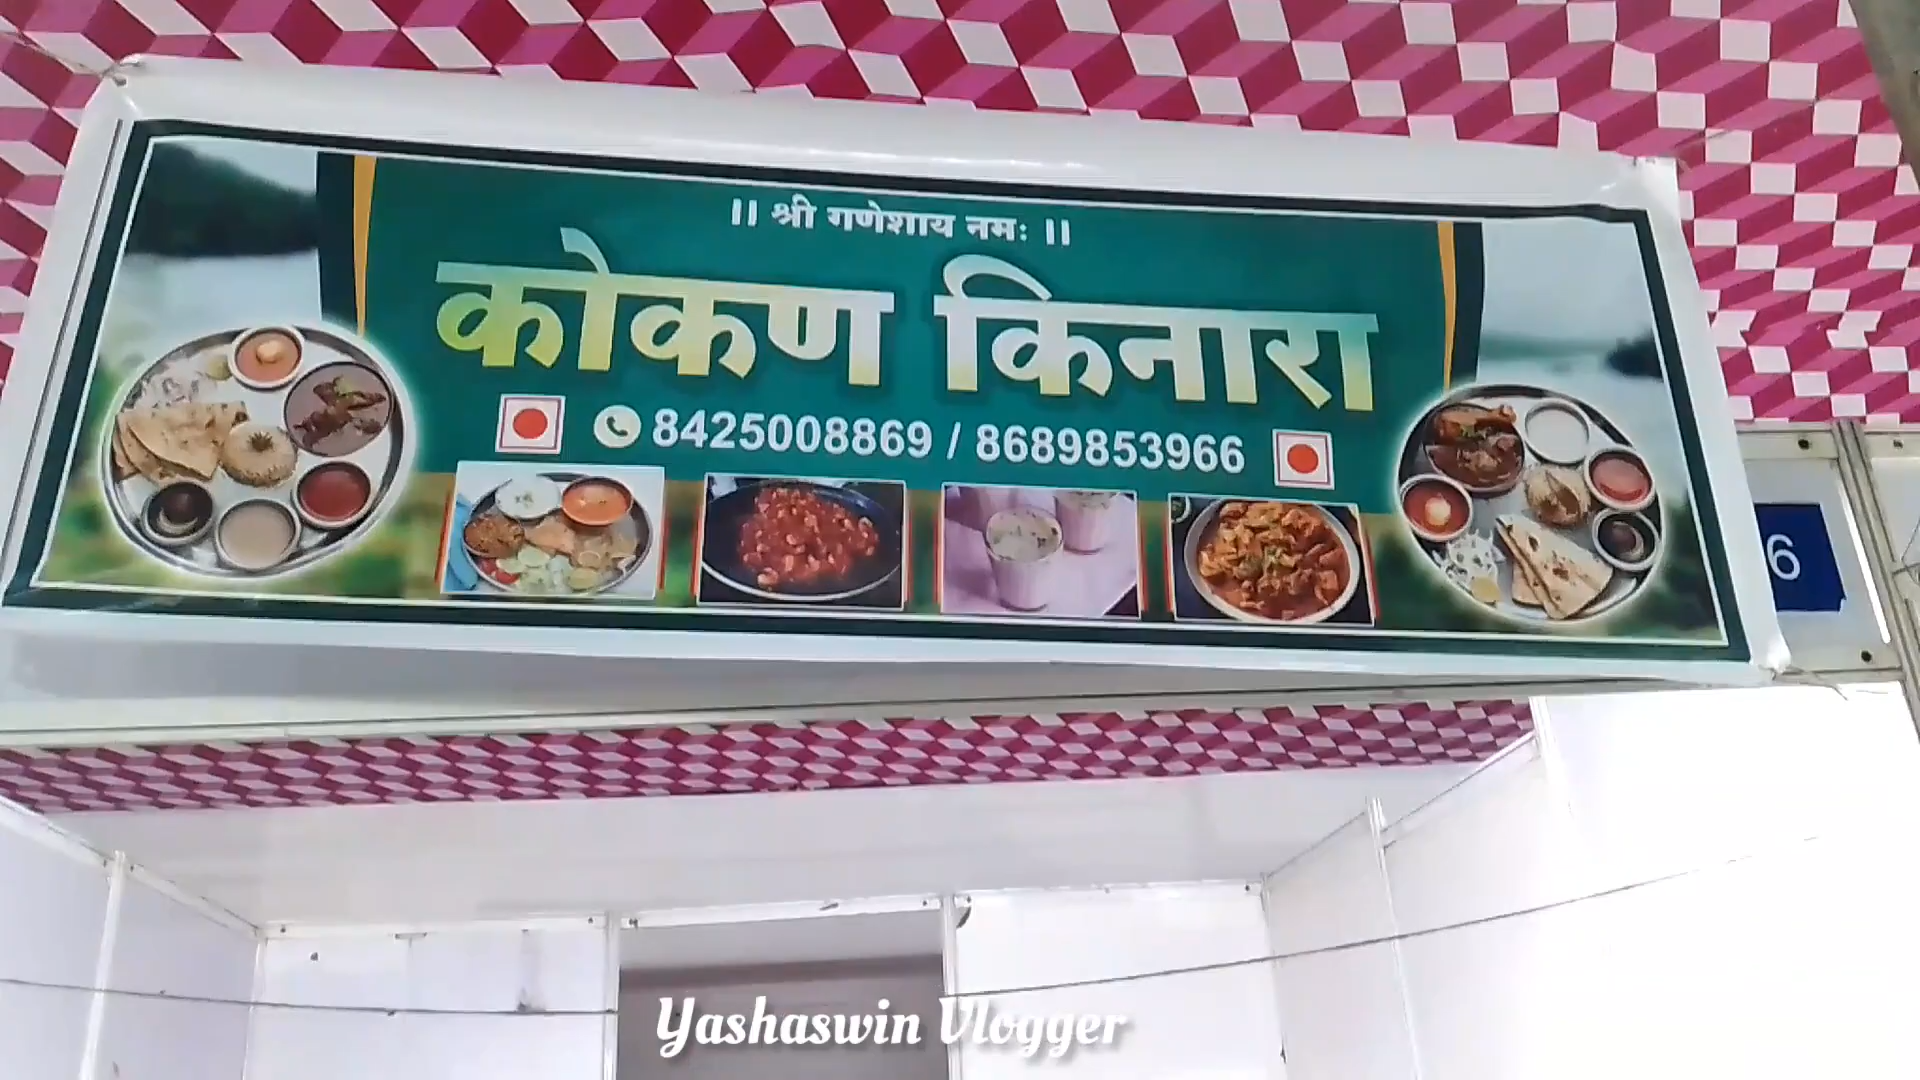 || श्री गणेशाय नमः ||
कोकण किनारा
8425008869 / 8689853966
6
Yashaswin Vlogger